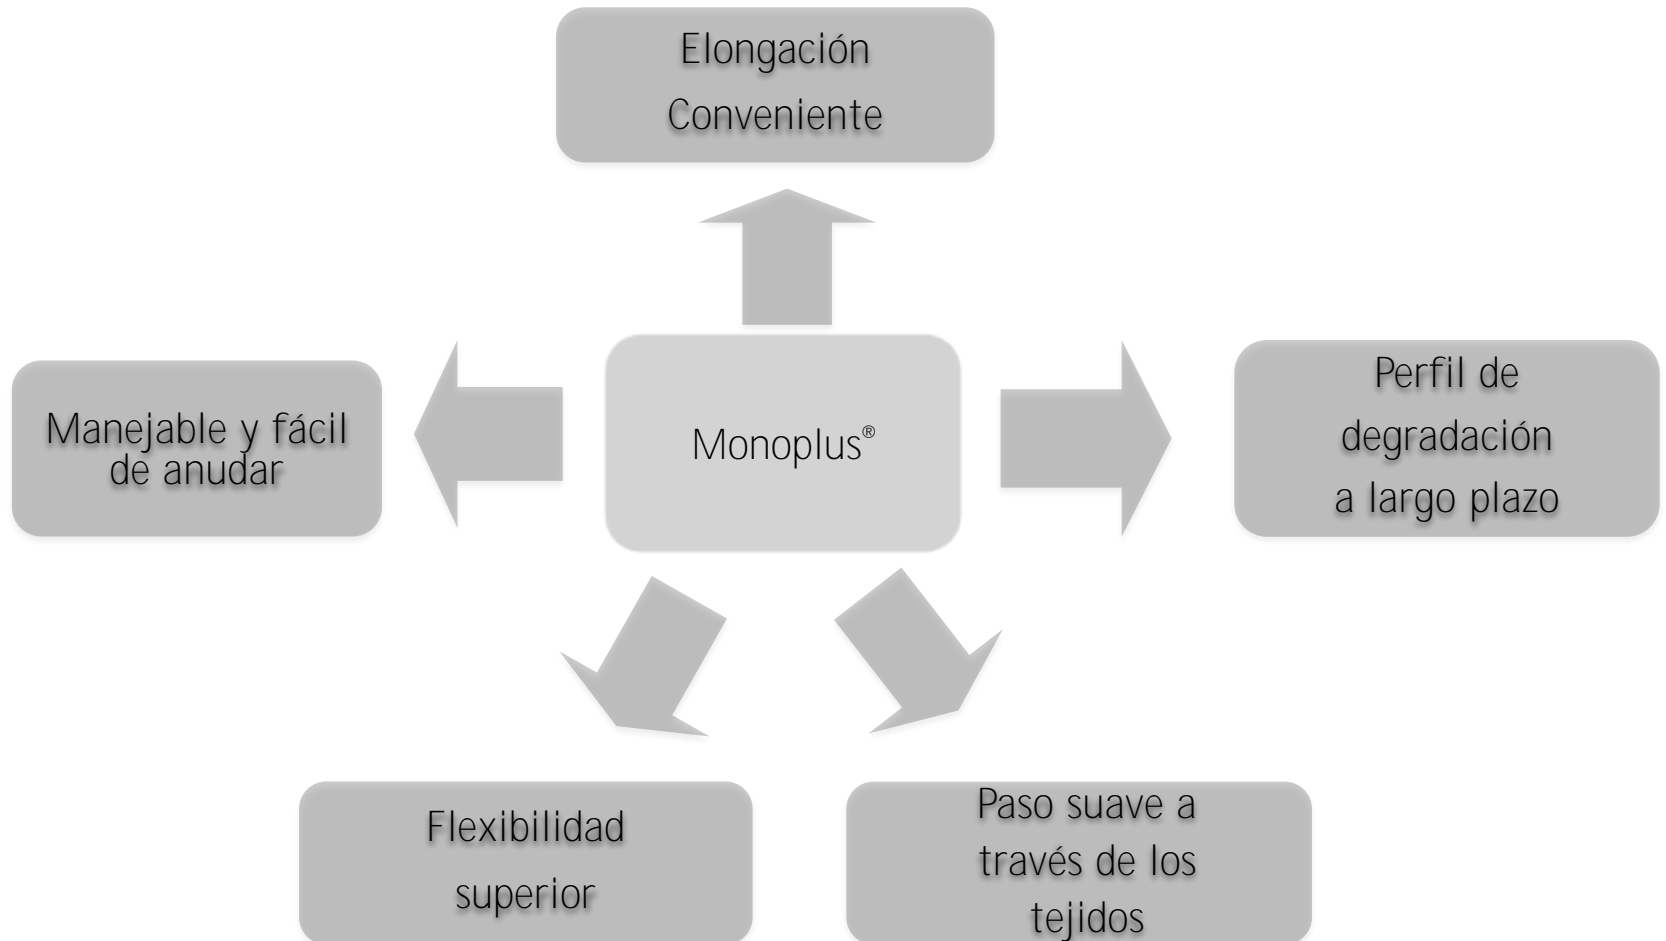 Elongación
Conveniente
Manejable y fácil
de anudar
Monoplus®
Perfil de
degradación
a largo plazo
Flexibilidad
superior
Paso suave a
través de los
tejidos